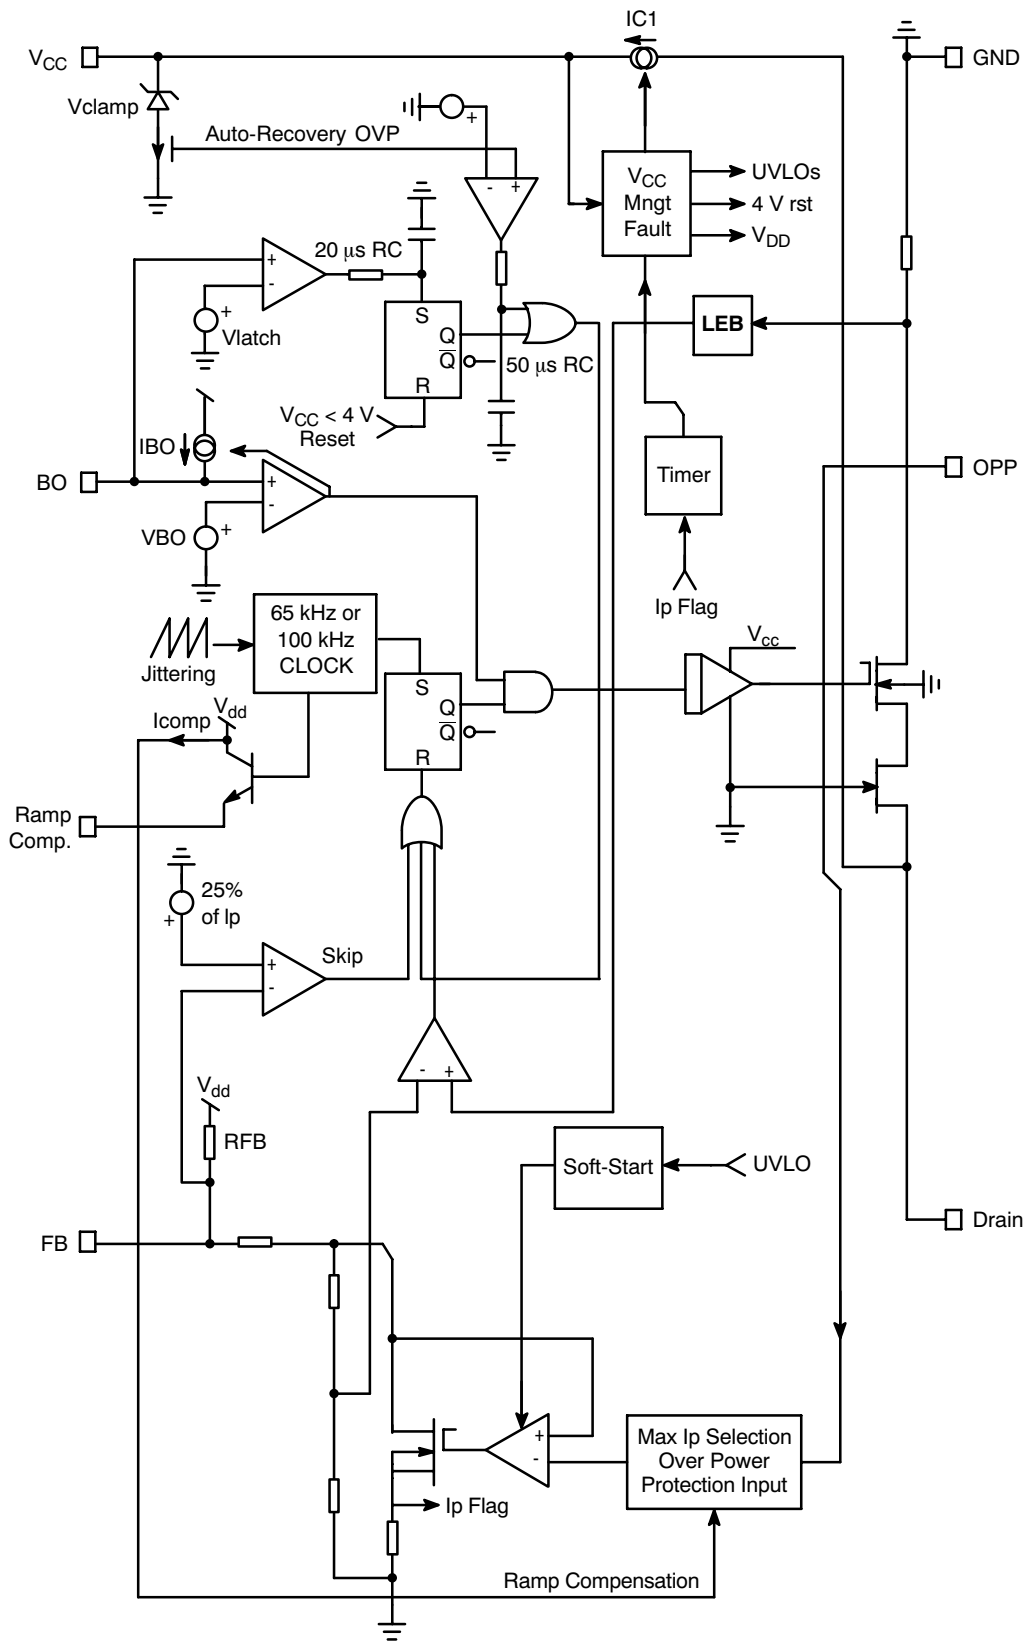 IC1
VCC
GND
Vclamp
Auto-Recovery OVP
+
- +
VCC
Mngt
Fault
UVLOs
4 V rst
VDD
20 μs RC
+
-
+
Vlatch
S
Q
Q
R
50 μs RC
LEB
VCC < 4 V
Reset
IBO
BO
+
-
+
VBO
Timer
OPP
Ip Flag
65 kHz or
100 kHz
CLOCK
Jittering
Vcc
S
Q
Q
R
Icomp
Vdd
Ramp
Comp.
25%
of Ip
+
+
-
Skip
- +
Vdd
RFB
Soft-Start
UVLO
FB
Drain
+
-
Max Ip Selection
Over Power
Protection Input
Ip Flag
Ramp Compensation